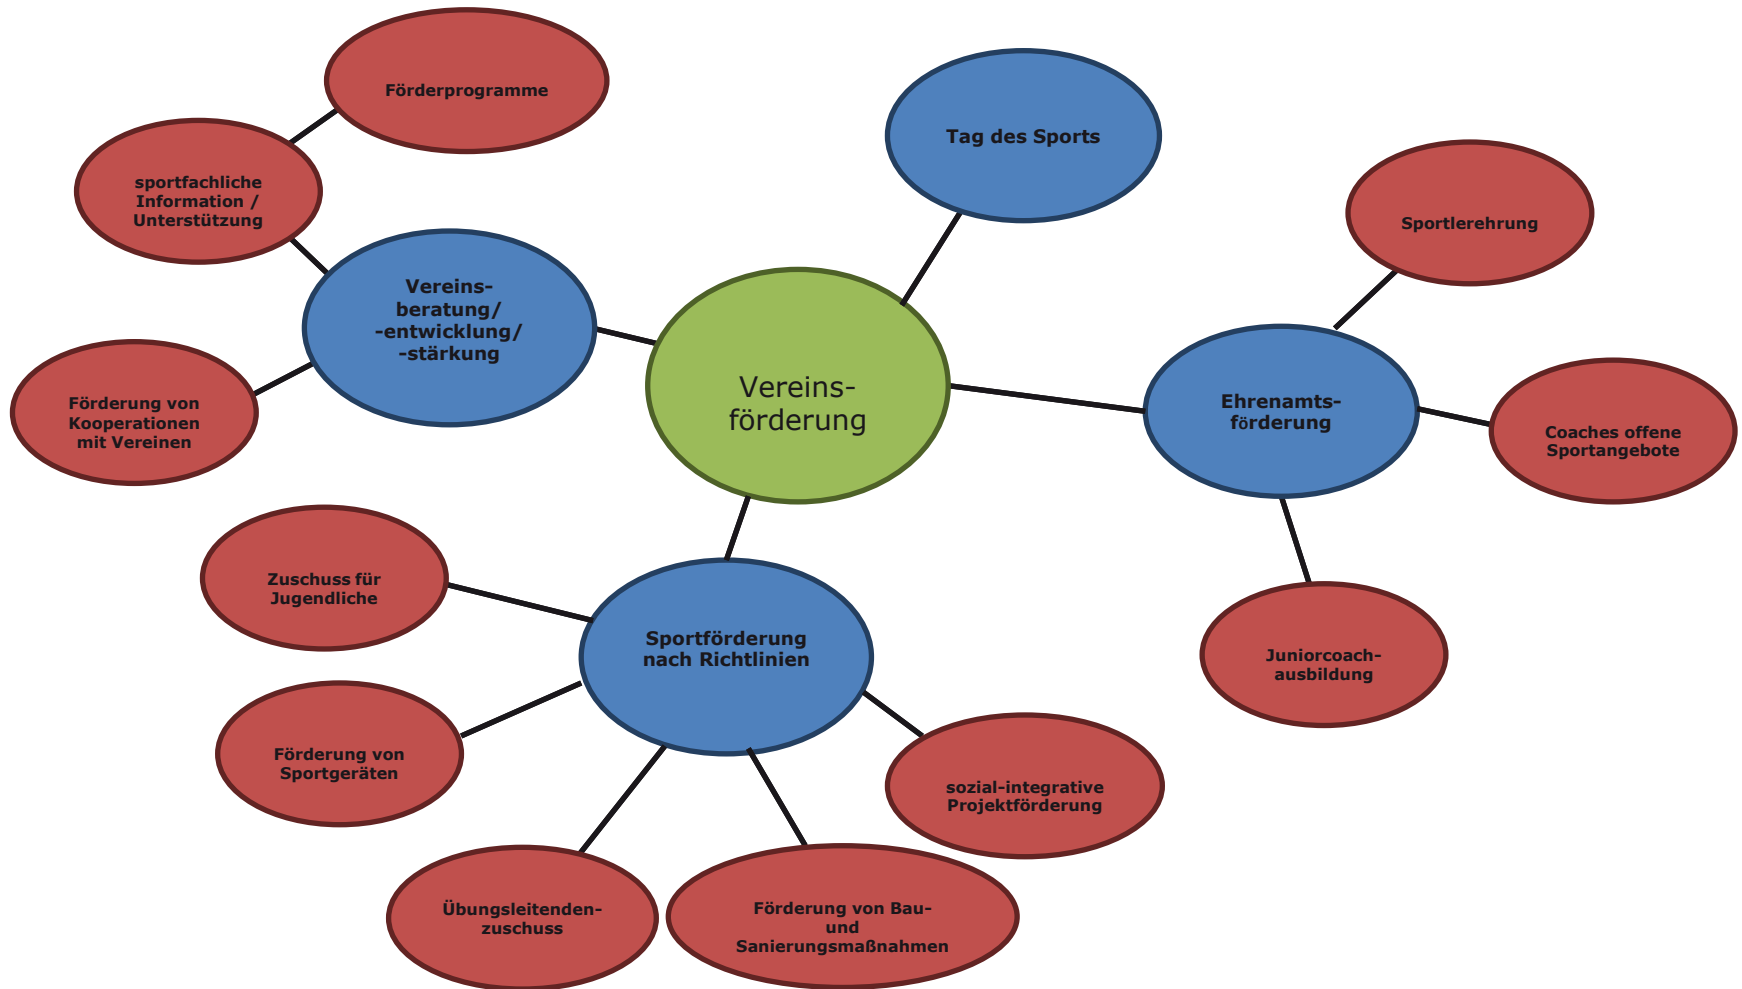 Förderprogramme
Tag des Sports
sportfachliche
Information /
Unterstützung
Sportlerehrung
Vereins-
beratung/
-entwicklung/
-stärkung
Vereins-
förderung
Ehrenamts-
förderung
Förderung von
Kooperationen
mit Vereinen
Coaches offene
Sportangebote
Zuschuss für
Jugendliche
Sportförderung
nach Richtlinien
Juniorcoach-
ausbildung
Förderung von
Sportgeräten
sozial-integrative
Projektförderung
Übungsleitenden-
zuschuss
Förderung von Bau-
und
Sanierungsmaßnahmen